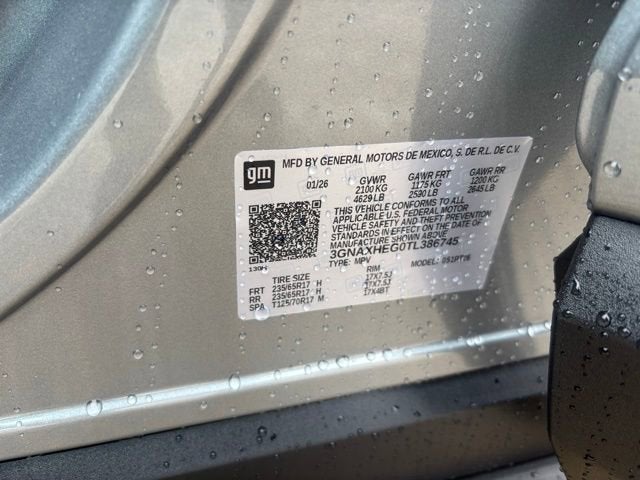 gm
MFD BY GENERAL MOTORS DE MEXICO, S. DE R.L. DE C.V.
01/26 GVWR GAWR FRT GAWR RR
2100 KG 1175 KG 1200 KG
4629 LB 2590 LB 2645 LB
THIS VEHICLE CONFORMS TO ALL
APPLICABLE U.S. FEDERAL MOTOR
VEHICLE SAFETY AND THEFT PREVENTION
STANDARDS IN EFFECT ON THE DATE OF
MANUFACTURE SHOWN ABOVE
3GNAXHEG0TL386745
TYPE: MPV MODEL:
130H
TIRE SIZE RIM
FRT 235/65R17 H 17X7.5J
RR 235/65R17 H 17X7.5J
SPA T125/70R17 M 17X4BT